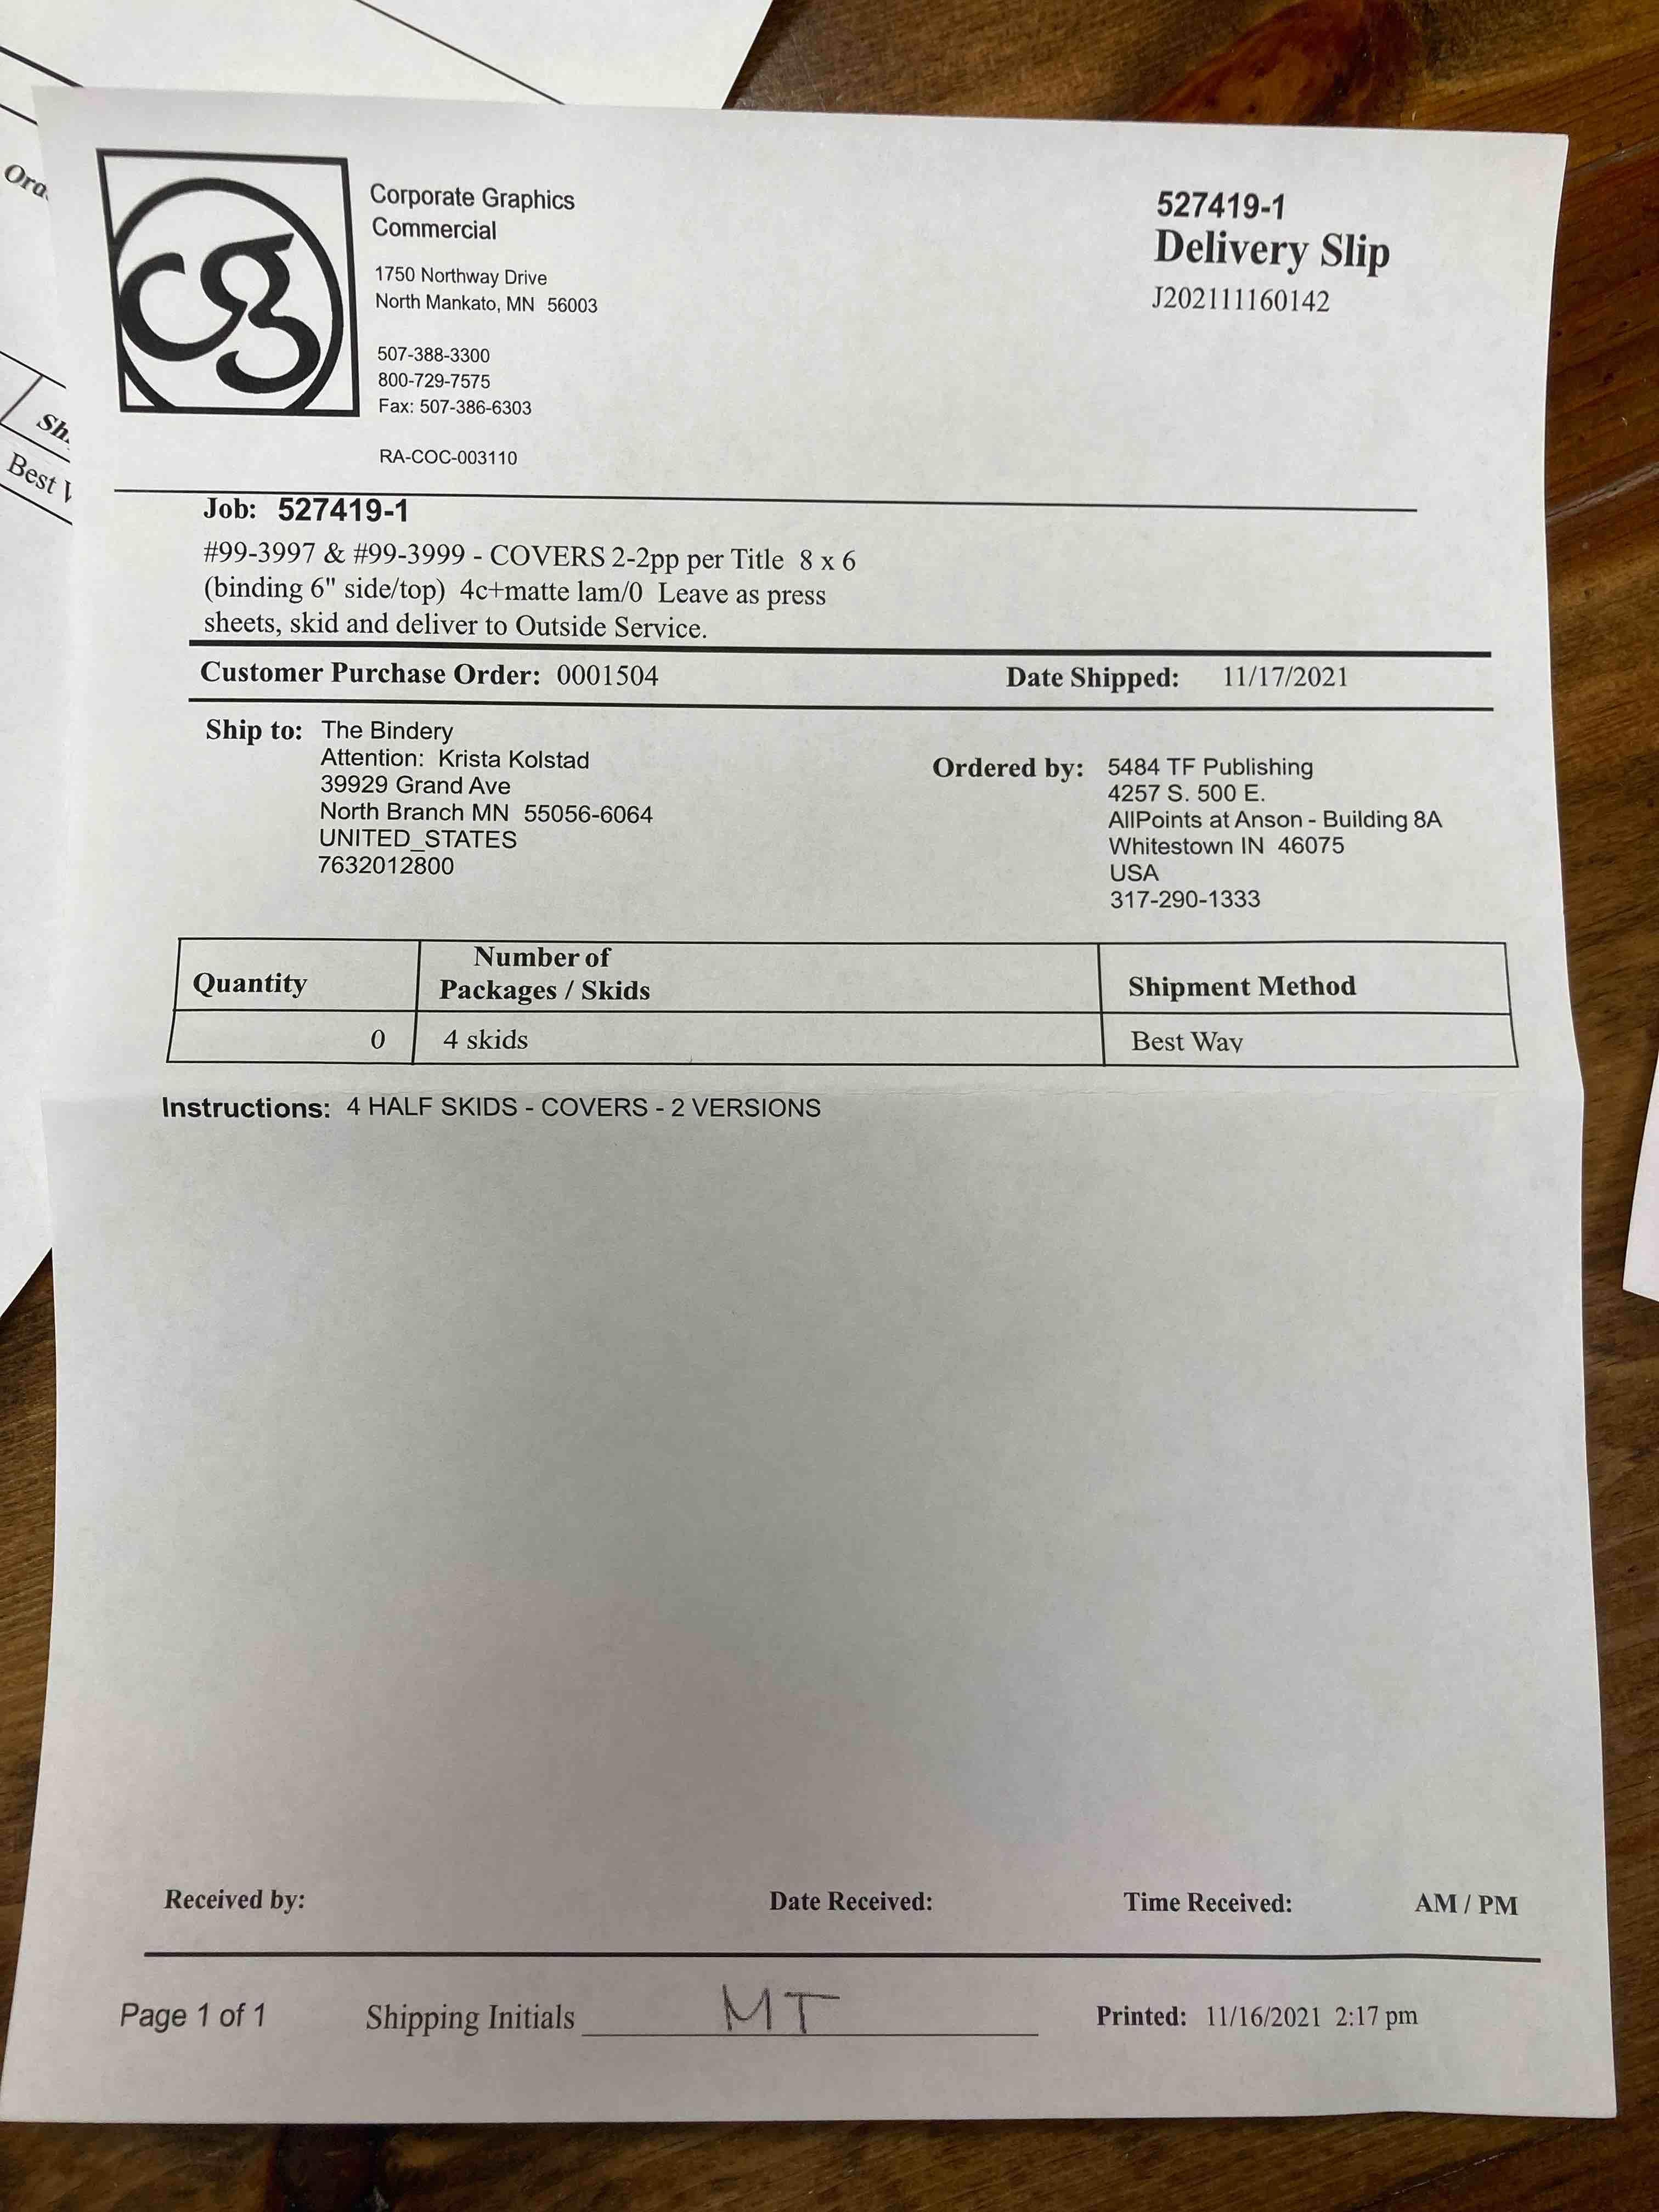 cg
Corporate Graphics
Commercial
1750 Northway Drive
North Mankato, MN 56003
507-388-3300
800-729-7575
Fax: 507-386-6303
RA-COC-003110
527419-1
Delivery Slip
J202111160142
Job: 527419-1
#99-3997 & #99-3999 - COVERS 2-2pp per Title 8 x 6
(binding 6" side/top) 4c+matte lam/0 Leave as press
sheets, skid and deliver to Outside Service.
Customer Purchase Order: 0001504 Date Shipped: 11/17/2021
Ship to: The Bindery
Attention: Krista Kolstad
39929 Grand Ave
North Branch MN 55056-6064
UNITED_STATES
7632012800
Ordered by: 5484 TF Publishing
4257 S. 500 E.
AllPoints at Anson - Building 8A
Whitestown IN 46075
USA
317-290-1333
Quantity Number of Packages / Skids Shipment Method
0 4 skids Best Way
Instructions: 4 HALF SKIDS - COVERS - 2 VERSIONS
Received by: Date Received: Time Received: AM / PM
Page 1 of 1 Shipping Initials MT Printed: 11/16/2021 2:17 pm
Best